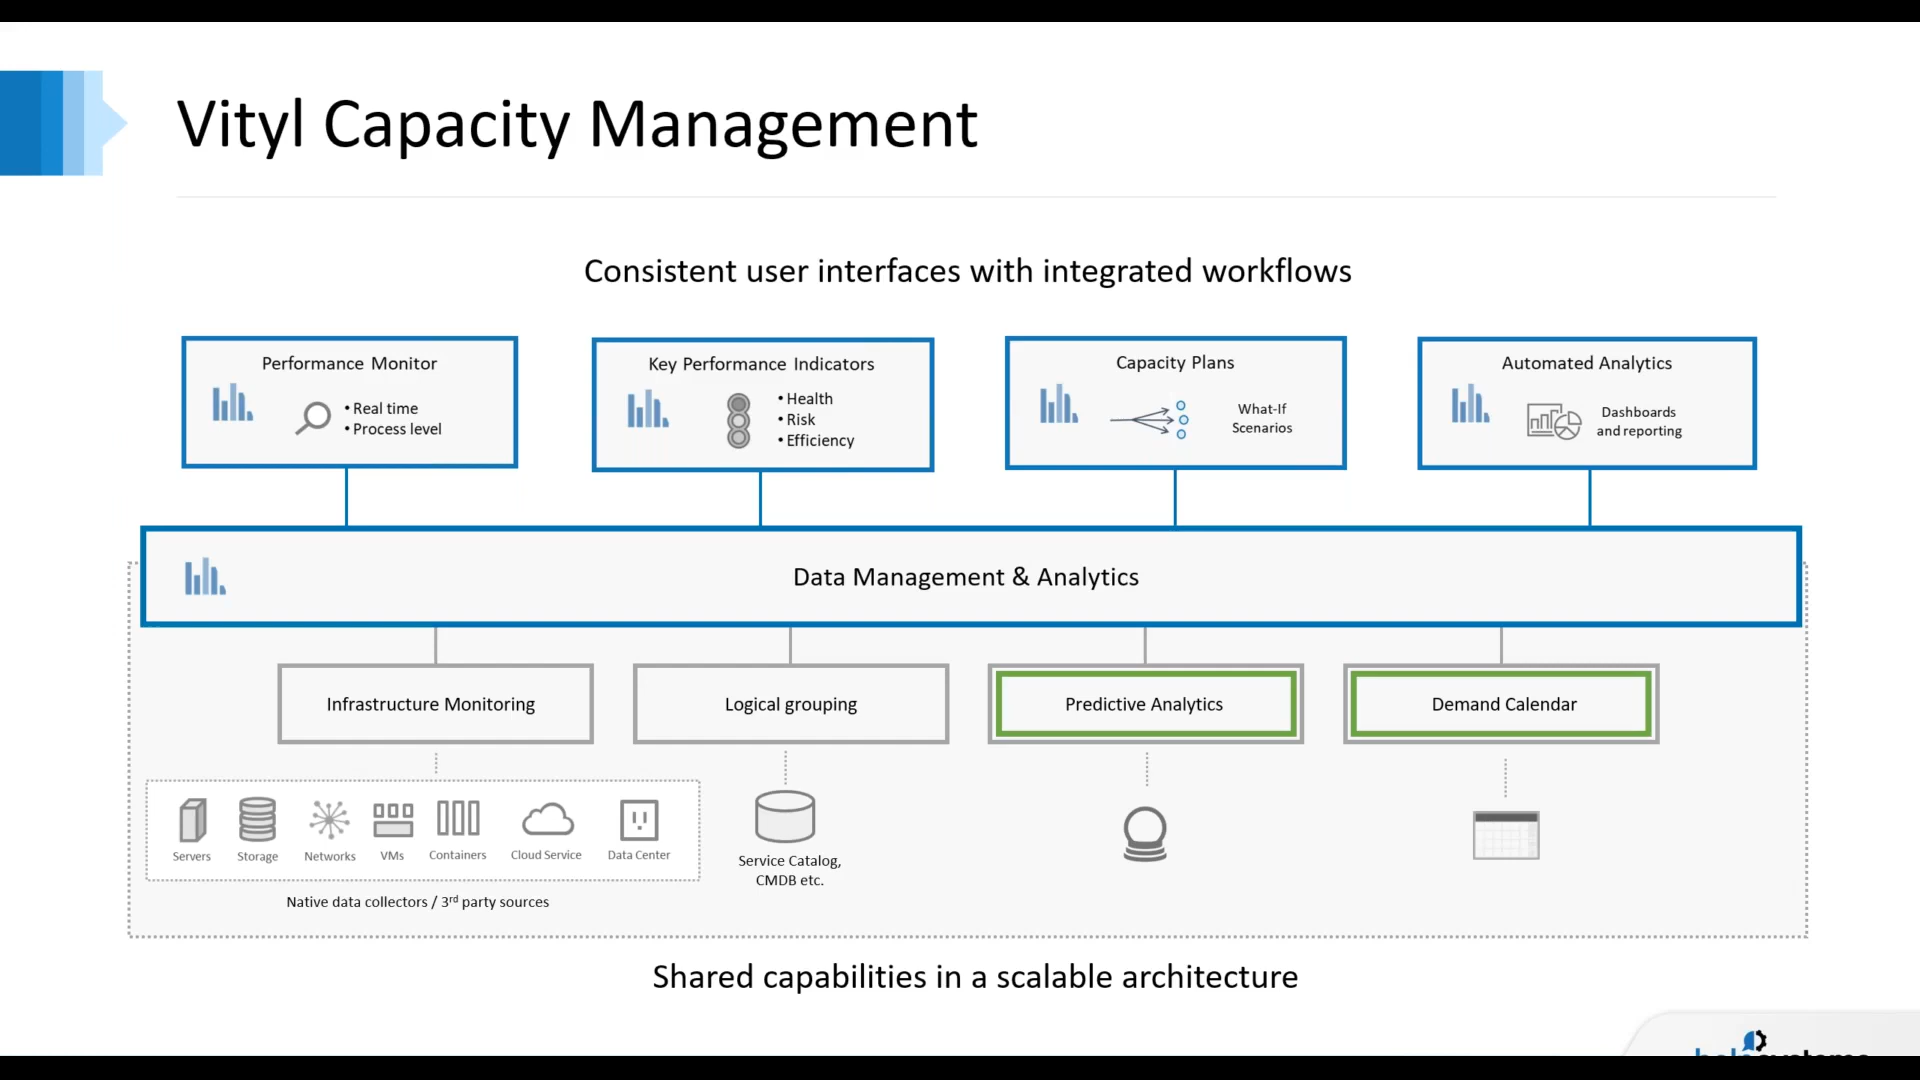 Vityl Capacity Management
Consistent user interfaces with integrated workflows
Performance Monitor
• Real time
• Process level
Key Performance Indicators
• Health
• Risk
• Efficiency
Capacity Plans
What-If
Scenarios
Automated Analytics
Dashboards
and reporting
Data Management & Analytics
Infrastructure Monitoring
Logical grouping
Predictive Analytics
Demand Calendar
Servers
Storage
Networks
VMs
Containers
Cloud Service
Data Center
Service Catalog,
CMDB etc.
Native data collectors / 3rd party sources
Shared capabilities in a scalable architecture